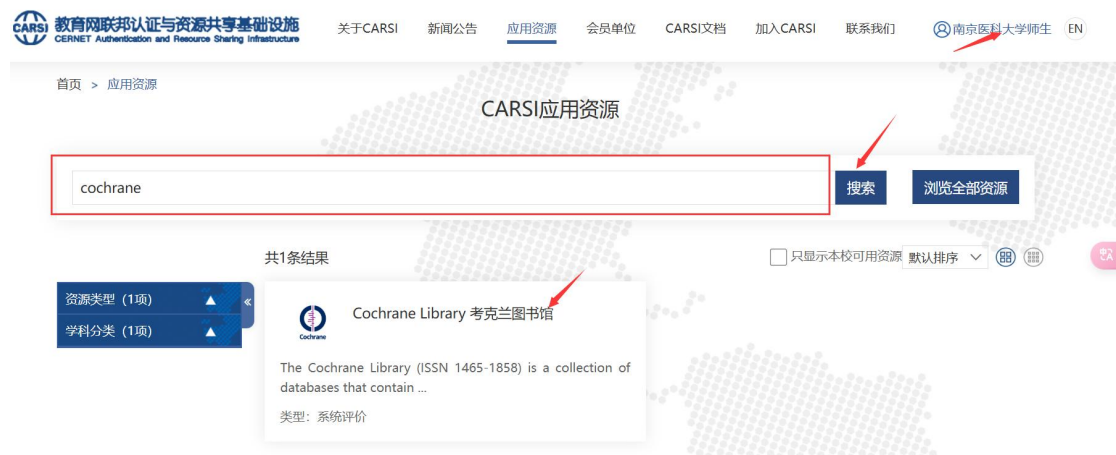 CARSI 教育网联邦认证与资源共享基础设施
CERNET Authentication and Resource Sharing Infrastructure
关于CARSI 新闻公告 应用资源 会员单位 CARSI文档 加入CARSI 联系我们 南京医科大学师生 EN
首页 > 应用资源
CARSI应用资源
cochrane 搜索 浏览全部资源
共1条结果 只显示本校可用资源 默认排序
资源类型 (1项)
学科分类 (1项)
Cochrane Library 考克兰图书馆
Cochrane
The Cochrane Library (ISSN 1465-1858) is a collection of
databases that contain ...
类型: 系统评价